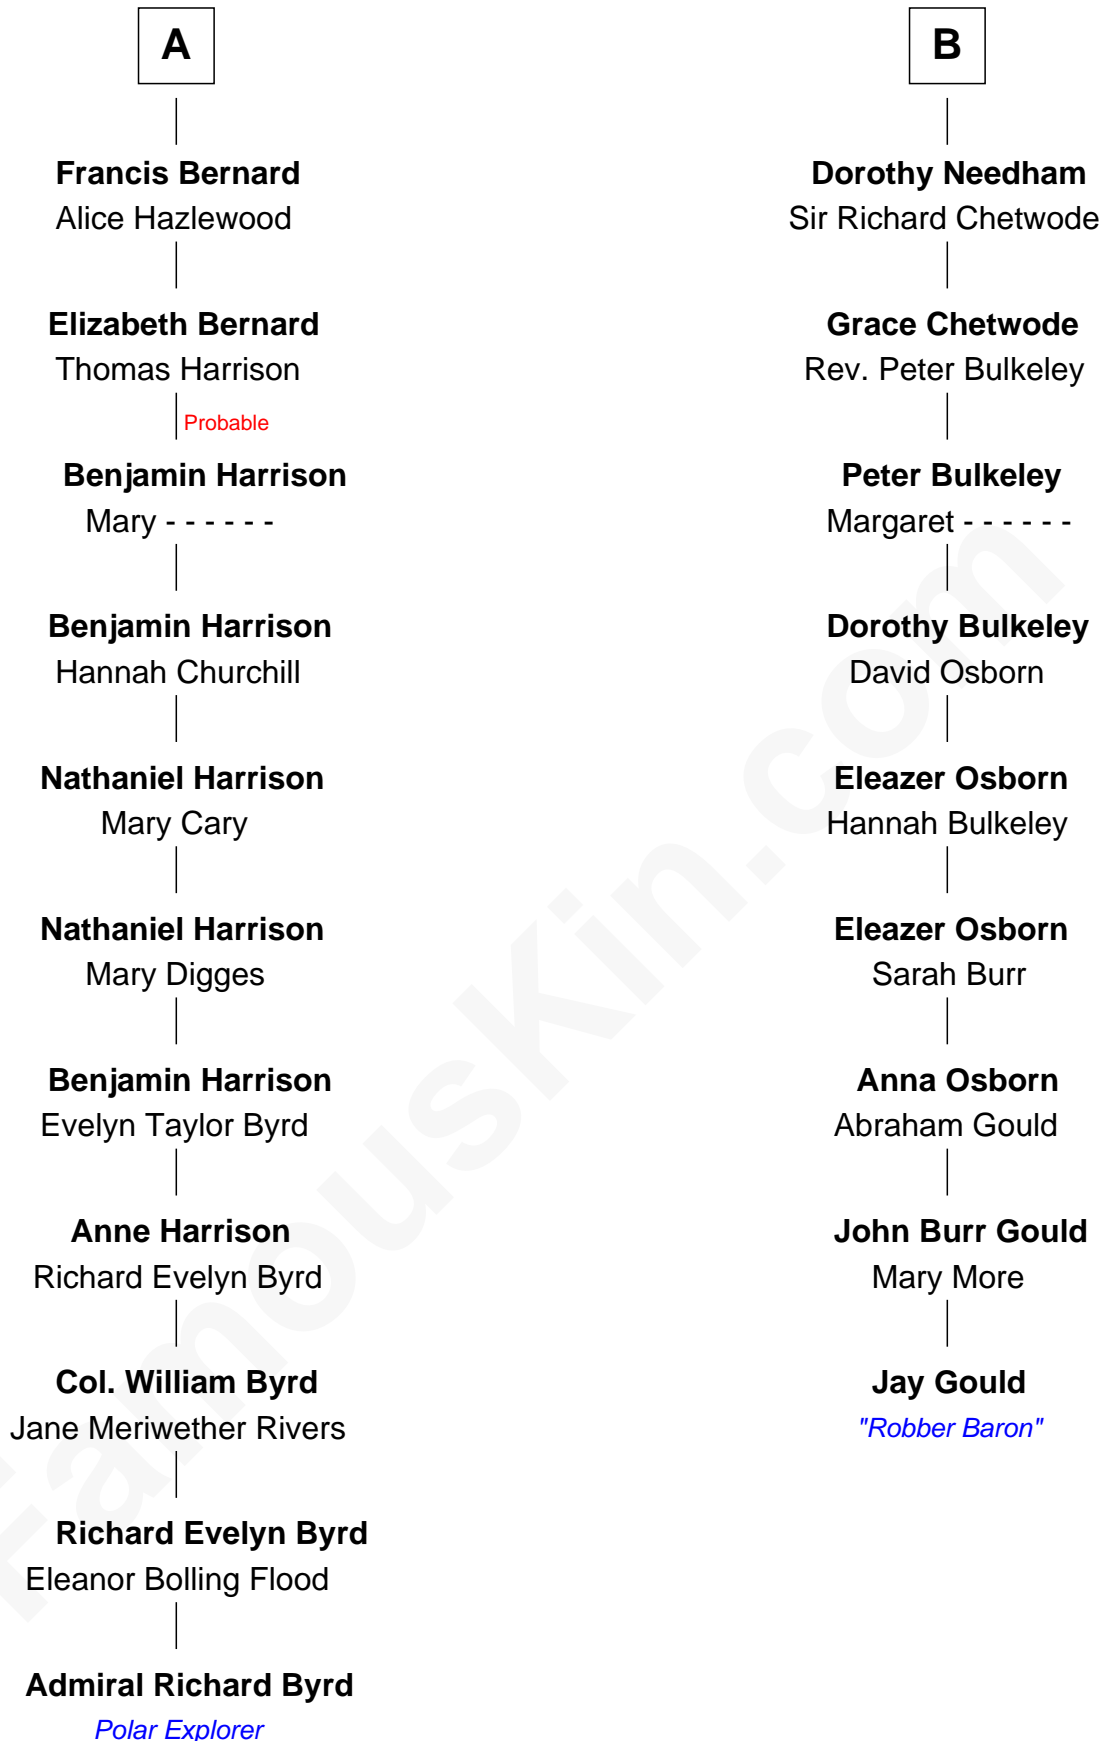 A
Francis Bernard
Alice Hazlewood
Elizabeth Bernard
Thomas Harrison
Probable
Benjamin Harrison
Mary - - - - - -
Benjamin Harrison
Hannah Churchill
Nathaniel Harrison
Mary Cary
Nathaniel Harrison
Mary Digges
Benjamin Harrison
Evelyn Taylor Byrd
Anne Harrison
Richard Evelyn Byrd
Col. William Byrd
Jane Meriwether Rivers
Richard Evelyn Byrd
Eleanor Bolling Flood
Admiral Richard Byrd
Polar Explorer
B
Dorothy Needham
Sir Richard Chetwode
Grace Chetwode
Rev. Peter Bulkeley
Peter Bulkeley
Margaret - - - - - -
Dorothy Bulkeley
David Osborn
Eleazer Osborn
Hannah Bulkeley
Eleazer Osborn
Sarah Burr
Anna Osborn
Abraham Gould
John Burr Gould
Mary More
Jay Gould
"Robber Baron"
FamousKin.com